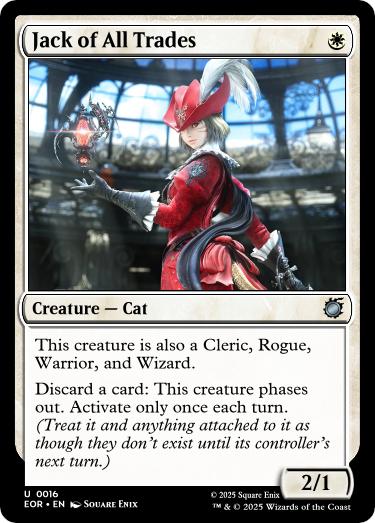 Jack of All Trades
Creature — Cat
This creature is also a Cleric, Rogue,
Warrior, and Wizard.
Discard a card: This creature phases
out. Activate only once each turn.
(Treat it and anything attached to it as
though they don't exist until its controller's
next turn.)
2/1
U 0016
EOR • EN SQUARE ENIX
© 2025 Square Enix
™ & © 2025 Wizards of the Coast